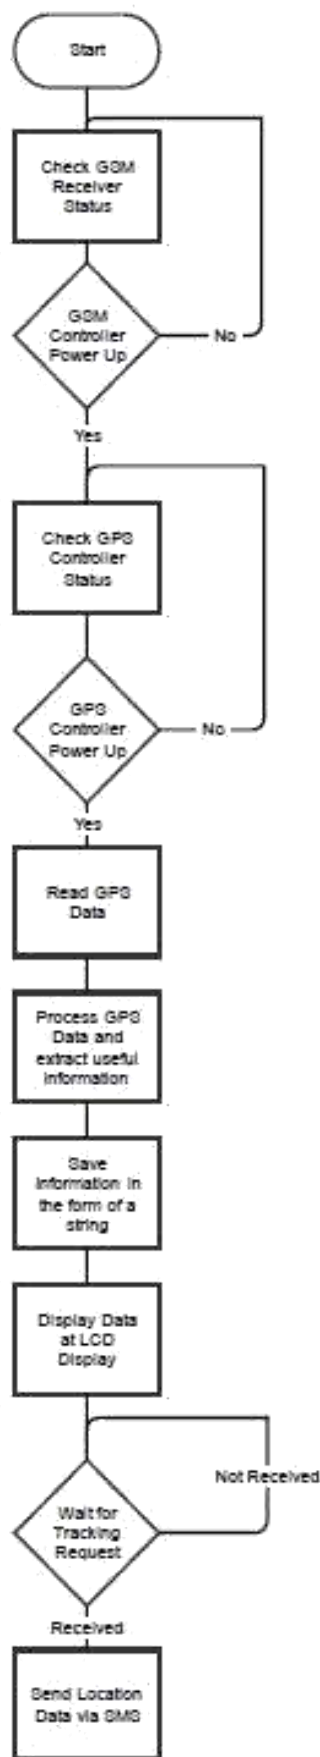 Start
Check GSM
Receiver
Status
GSM
Controller
Power Up
No
Yes
Check GPS
Controller
Status
GPS
Controller
Power Up
No
Yes
Read GPS
Data
Process GPS
Data and
extract useful
information
Save
information in
the form of a
string
Display Data
at LCD
Display
Not Received
Wait for
Tracking
Request
Received
Send Location
Data via SMS